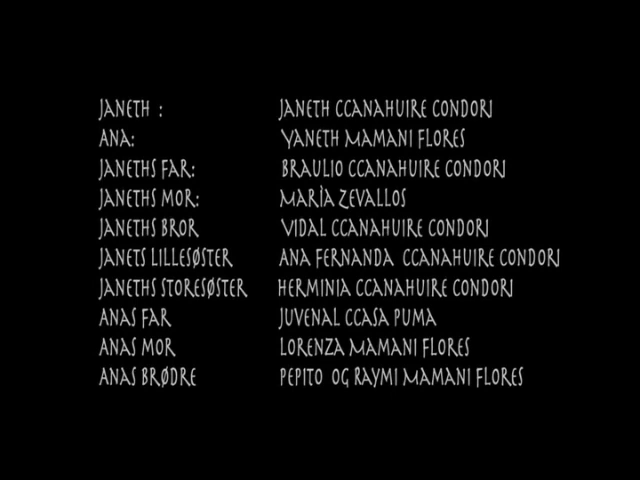 JANETH : JANETH CCANAHUIRE CONDORI
ANA: YANETH MAMANI FLORES
JANETHS FAR: BRAULIO CCANAHUIRE CONDORI
JANETHS MOR: MARÌA ZEVALLOS
JANETHS BROR VIDAL CCANAHUIRE CONDORI
JANETS LILLESØSTER ANA FERNANDA CCANAHUIRE CONDORI
JANETHS STORESØSTER HERMINIA CCANAHUIRE CONDORI
ANAS FAR JUVENAL CCASA PUMA
ANAS MOR LORENZA MAMANI FLORES
ANAS BRØDRE PEPITO OG RAYMI MAMANI FLORES